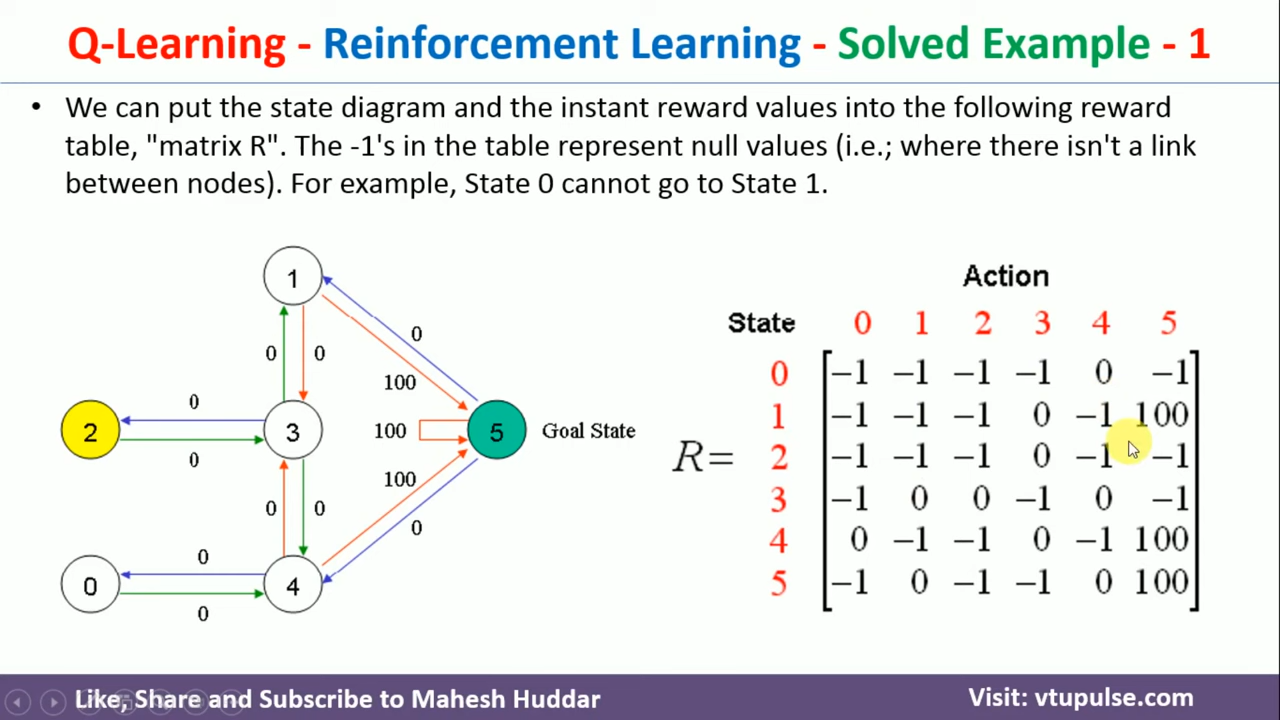 Q-Learning - Reinforcement Learning - Solved Example - 1
• We can put the state diagram and the instant reward values into the following reward
table, "matrix R". The -1's in the table represent null values (i.e.; where there isn't a link
between nodes). For example, State 0 cannot go to State 1.
1
0
0
0
100
0
2
0
3
100
5
Goal State
0
100
0
0
0
0
0
4
0
Action
State 0 1 2 3 4 5
0 −1 −1 −1 −1 0 −1
1 −1 −1 −1 0 −1 100
R= 2 −1 −1 −1 0 −1 −1
3 −1 0 0 −1 0 −1
4 0 −1 −1 0 −1 100
5 −1 0 −1 −1 0 100
Like, Share and Subscribe to Mahesh Huddar
Visit: vtupulse.com